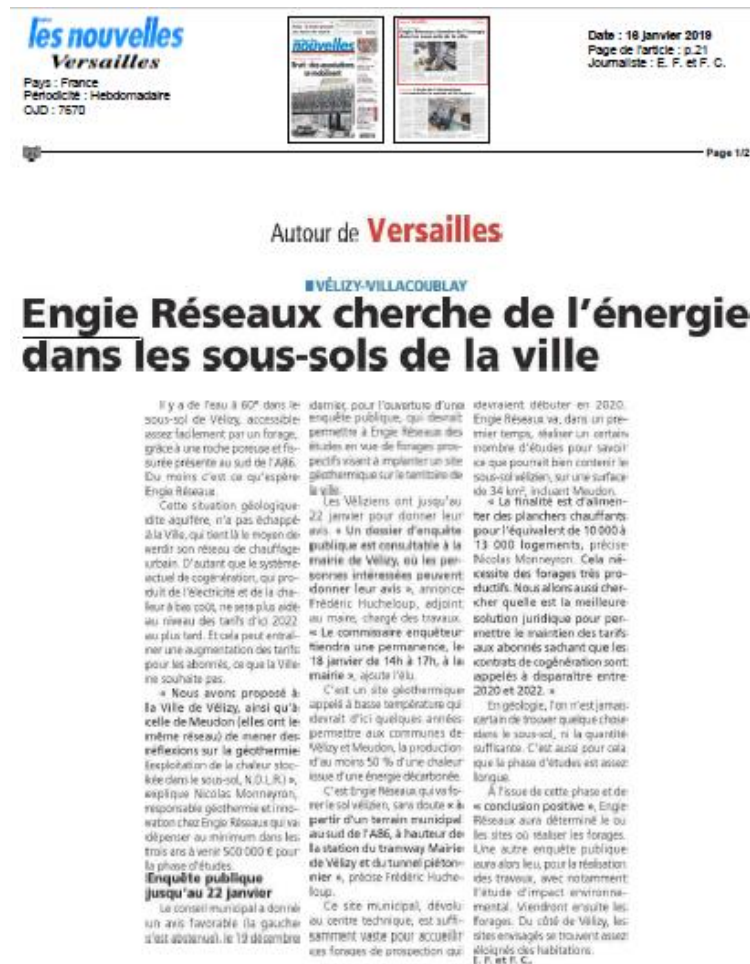 les nouvelles
Versailles
Pays : France
Périodicité : Hebdomadaire
OJD : 7670
Date : 16 janvier 2019
Page de l'article : p.21
Journaliste : E. F. et F. C.
Page 1/2
Autour de Versailles
VÉLIZY-VILLACOUBLAY
Engie Réseaux cherche de l'énergie
dans les sous-sols de la ville
Il y a de l'eau à 60° dans le
sous-sol de Vélizy, accessible
assez facilement par un forage,
grâce à une roche poreuse et fis-
surée présente au sud de l'A86.
Du moins c'est ce qu'espère
Engie Réseaux.
Cette situation géologique
dite aquifère, n'a pas échappé
à la Ville, qui tient là le moyen de
verdir son réseau de chauffage
urbain. D'autant que le système
actuel de cogénération, qui pro-
duit de l'électricité et de la cha-
leur à bas coût, ne sera plus aidé
au niveau des tarifs d'ici 2022
au plus tard. Et cela peut entraî-
ner une augmentation des tarifs
pour les abonnés, ce que la Ville
ne souhaite pas.
« Nous avons proposé à
la Ville de Vélizy, ainsi qu'à
celle de Meudon (elles ont le
même réseau) de mener des
réflexions sur la géothermie
(exploitation de la chaleur stoc-
kée dans le sous-sol, N.D.L.R.) »,
explique Nicolas Monneyron,
responsable géothermie et inno-
vation chez Engie Réseaux qui va
dépenser au minimum dans les
trois ans à venir 500 000 € pour
la phase d'études.
Enquête publique
jusqu'au 22 janvier
Le conseil municipal a donné
un avis favorable (la gauche
s'est abstenue), le 19 décembre
dernier, pour l'ouverture d'une
enquête publique, qui devrait
permettre à Engie Réseaux des
études en vue de forages pros-
pectifs visant à implanter un site
géothermique sur le territoire de
la ville.
Les Véliziens ont jusqu'au
22 janvier pour donner leur
avis. « Un dossier d'enquête
publique est consultable à la
mairie de Vélizy, où les per-
sonnes intéressées peuvent
donner leur avis », annonce
Frédéric Hucheloup, adjoint
au maire, chargé des travaux.
« Le commissaire enquêteur
tiendra une permanence, le
18 janvier de 14h à 17h, à la
mairie », ajoute l'élu.
C'est un site géothermique
appelé à basse température qui
devrait d'ici quelques années
permettre aux communes de
Vélizy et Meudon, la production
d'au moins 50 % d'une chaleur
issue d'une énergie décarbonée.
C'est Engie Réseaux qui va fo-
rer le sol vélizien, sans doute « à
partir d'un terrain municipal
au sud de l'A86, à hauteur de
la station du tramway Mairie
de Vélizy et du tunnel piéton-
nier », précise Frédéric Huche-
loup.
Ce site municipal, dévolu
au centre technique, est suffi-
samment vaste pour accueillir
ces forages de prospection qui
devraient débuter en 2020.
Engie Réseaux va, dans un pre-
mier temps, réaliser un certain
nombre d'études pour savoir
ce que pourrait bien contenir le
sous-sol vélizien, sur une surface
de 34 km², incluant Meudon.
« La finalité est d'alimen-
ter des planchers chauffants
pour l'équivalent de 10 000 à
13 000 logements, précise
Nicolas Monneyron. Cela né-
cessite des forages très pro-
ductifs. Nous allons aussi cher-
cher quelle est la meilleure
solution juridique pour per-
mettre le maintien des tarifs
aux abonnés sachant que les
contrats de cogénération sont
appelés à disparaître entre
2020 et 2022. »
En géologie, l'on n'est jamais
certain de trouver quelque chose
dans le sous-sol, ni la quantité
suffisante. C'est aussi pour cela
que la phase d'études est assez
longue.
À l'issue de cette phase et de
« conclusion positive », Engie
Réseaux aura déterminé le ou
les sites où réaliser les forages.
Une autre enquête publique
aura alors lieu, pour la réalisation
des travaux, avec notamment
l'étude d'impact environne-
mental. Viendront ensuite les
forages. Du côté de Vélizy, les
sites envisagés se trouvent assez
éloignés des habitations.
E. F. et F. C.